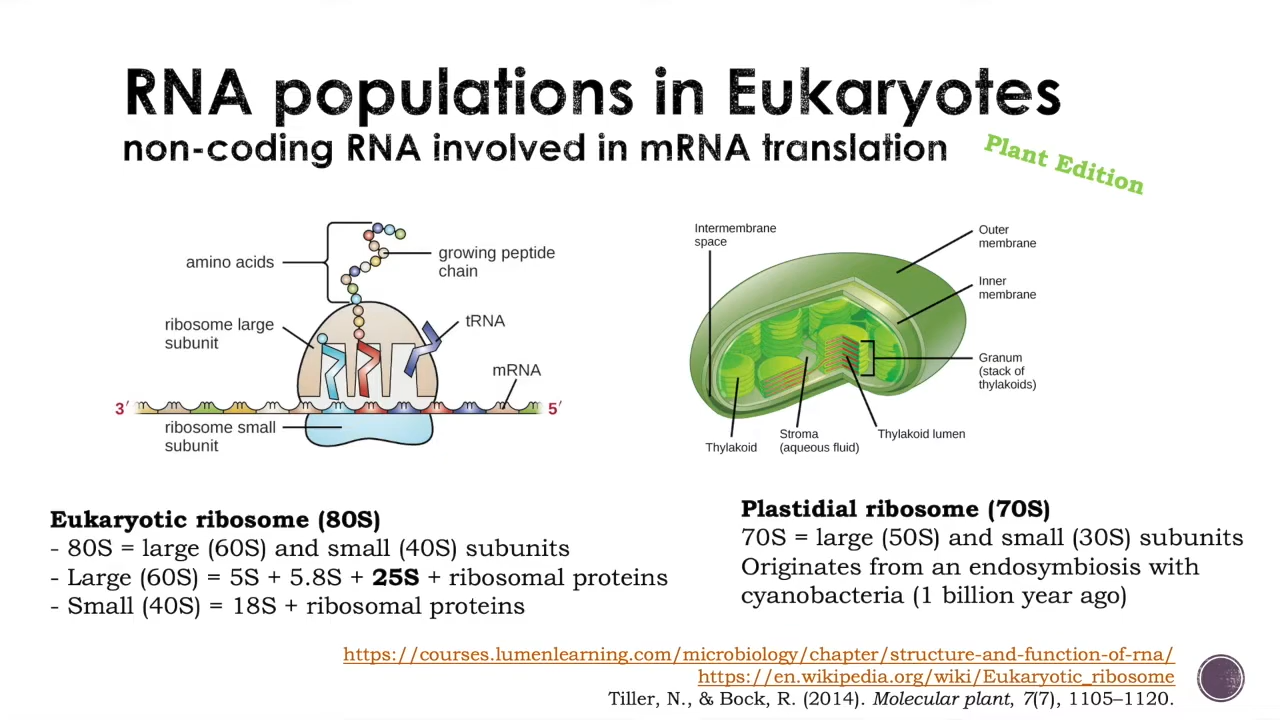 RNA populations in Eukaryotes
non-coding RNA involved in mRNA translation
Plant Edition
amino acids
growing peptide
chain
ribosome large
subunit
tRNA
mRNA
3′
5′
ribosome small
subunit
Intermembrane
space
Outer
membrane
Inner
membrane
Granum
(stack of
thylakoids)
Thylakoid
Stroma
(aqueous fluid)
Thylakoid lumen
Eukaryotic ribosome (80S)
- 80S = large (60S) and small (40S) subunits
- Large (60S) = 5S + 5.8S + 25S + ribosomal proteins
- Small (40S) = 18S + ribosomal proteins
Plastidial ribosome (70S)
70S = large (50S) and small (30S) subunits
Originates from an endosymbiosis with
cyanobacteria (1 billion year ago)
https://courses.lumenlearning.com/microbiology/chapter/structure-and-function-of-rna/
https://en.wikipedia.org/wiki/Eukaryotic_ribosome
Tiller, N., & Bock, R. (2014). Molecular plant, 7(7), 1105–1120.